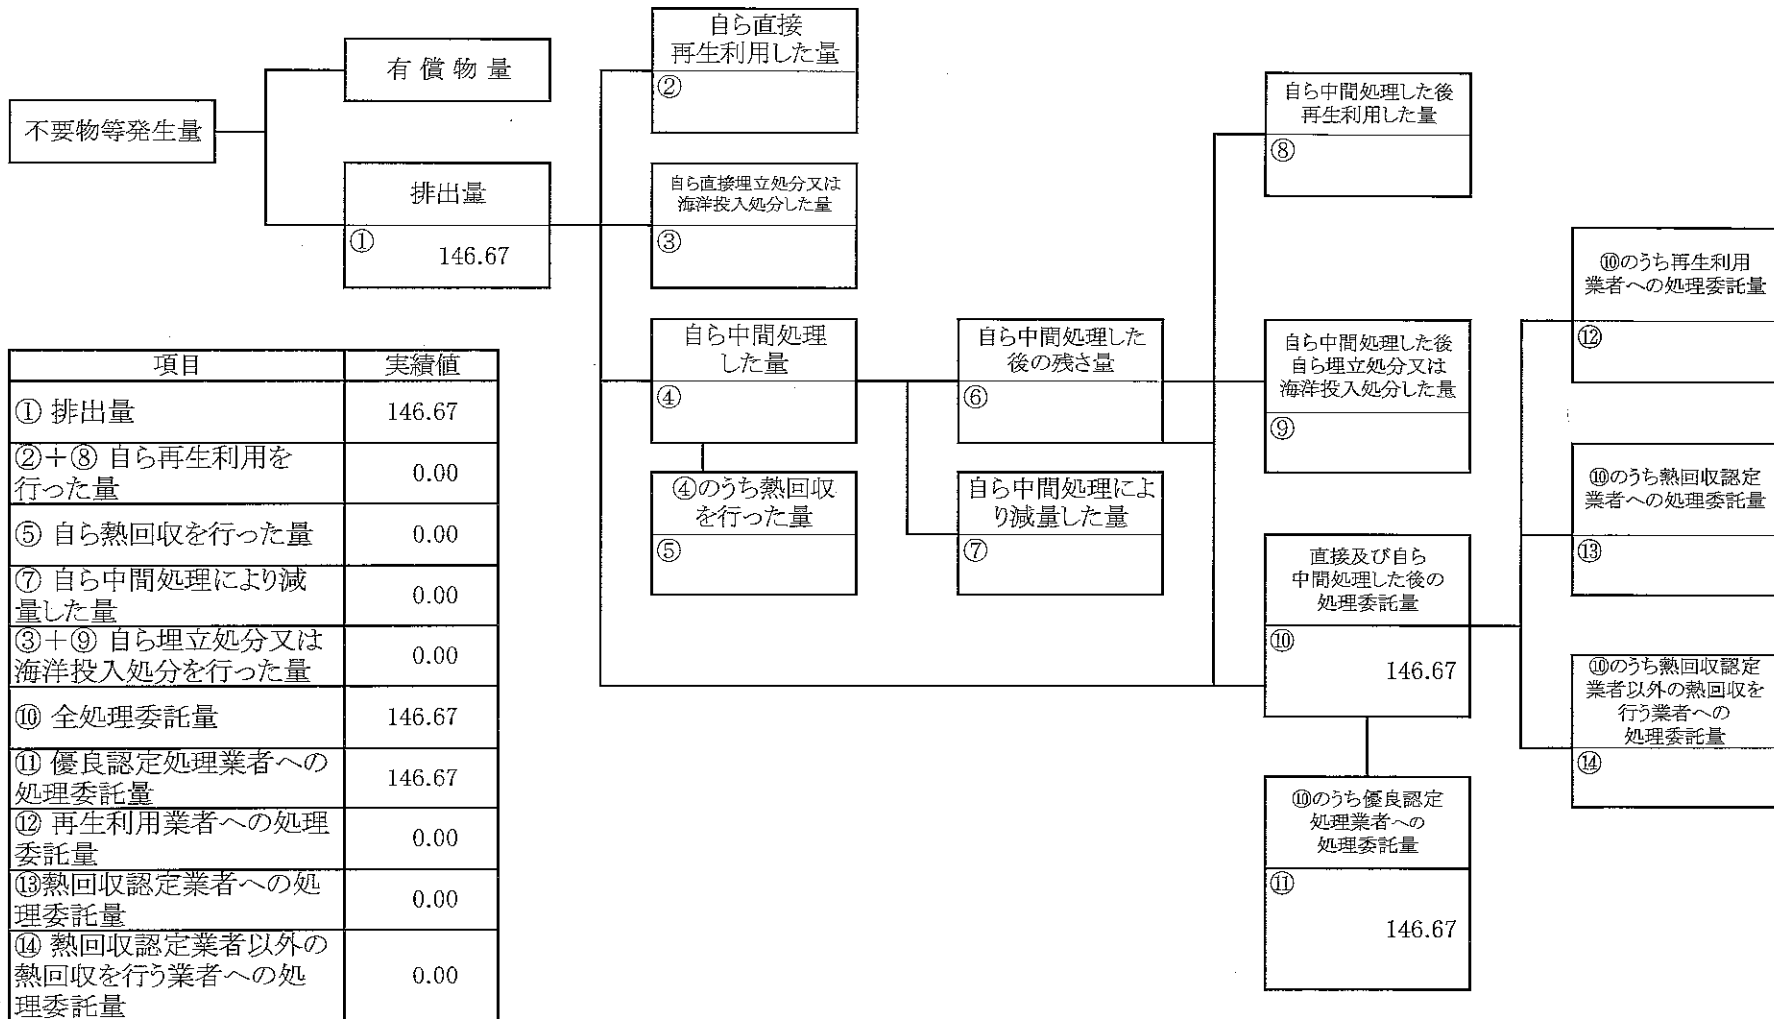 不要物等発生量
有償物量
排出量
①
146.67
自ら直接
再生利用した量
②
自ら直接埋立処分又は
海洋投入処分した量
③
自ら中間処理
した量
④
④のうち熱回収
を行った量
⑤
自ら中間処理した
後の残さ量
⑥
自ら中間処理によ
り減量した量
⑦
自ら中間処理した後
再生利用した量
⑧
自ら中間処理した後
自ら埋立処分又は
海洋投入処分した量
⑨
直接及び自ら
中間処理した後の
処理委託量
⑩
146.67
⑩のうち優良認定
処理業者への
処理委託量
⑪
146.67
⑩のうち再生利用
業者への処理委託量
⑫
⑩のうち熱回収認定
業者への処理委託量
⑬
⑩のうち熱回収認定
業者以外の熱回収を
行う業者への
処理委託量
⑭
項目 実績値
① 排出量 146.67
②+⑧ 自ら再生利用を
行った量 0.00
⑤ 自ら熱回収を行った量 0.00
⑦ 自ら中間処理により減
量した量 0.00
③+⑨ 自ら埋立処分又は
海洋投入処分を行った量 0.00
⑩ 全処理委託量 146.67
⑪ 優良認定処理業者への
処理委託量 146.67
⑫ 再生利用業者への処理
委託量 0.00
⑬熱回収認定業者への処
理委託量 0.00
⑭ 熱回収認定業者以外の
熱回収を行う業者への処
理委託量 0.00